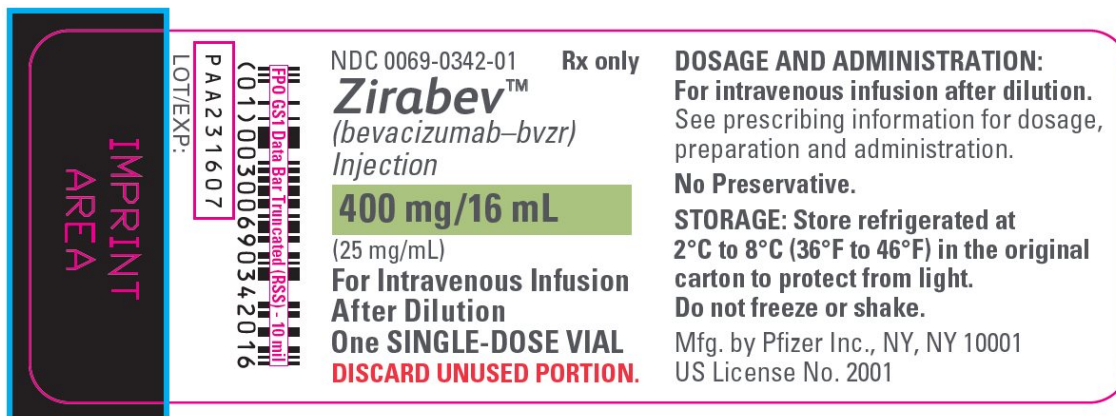 IMPRINT
AREA
LOT/EXP:
PAA231607
(01)00300690342016
FPO GS1 Data Bar Truncated (RSS) - 10 mil
NDC 0069-0342-01 Rx only
Zirabev™
(bevacizumab–bvzr)
Injection
400 mg/16 mL
(25 mg/mL)
For Intravenous Infusion
After Dilution
One SINGLE-DOSE VIAL
DISCARD UNUSED PORTION.
DOSAGE AND ADMINISTRATION:
For intravenous infusion after dilution.
See prescribing information for dosage,
preparation and administration.
No Preservative.
STORAGE: Store refrigerated at
2°C to 8°C (36°F to 46°F) in the original
carton to protect from light.
Do not freeze or shake.
Mfg. by Pfizer Inc., NY, NY 10001
US License No. 2001